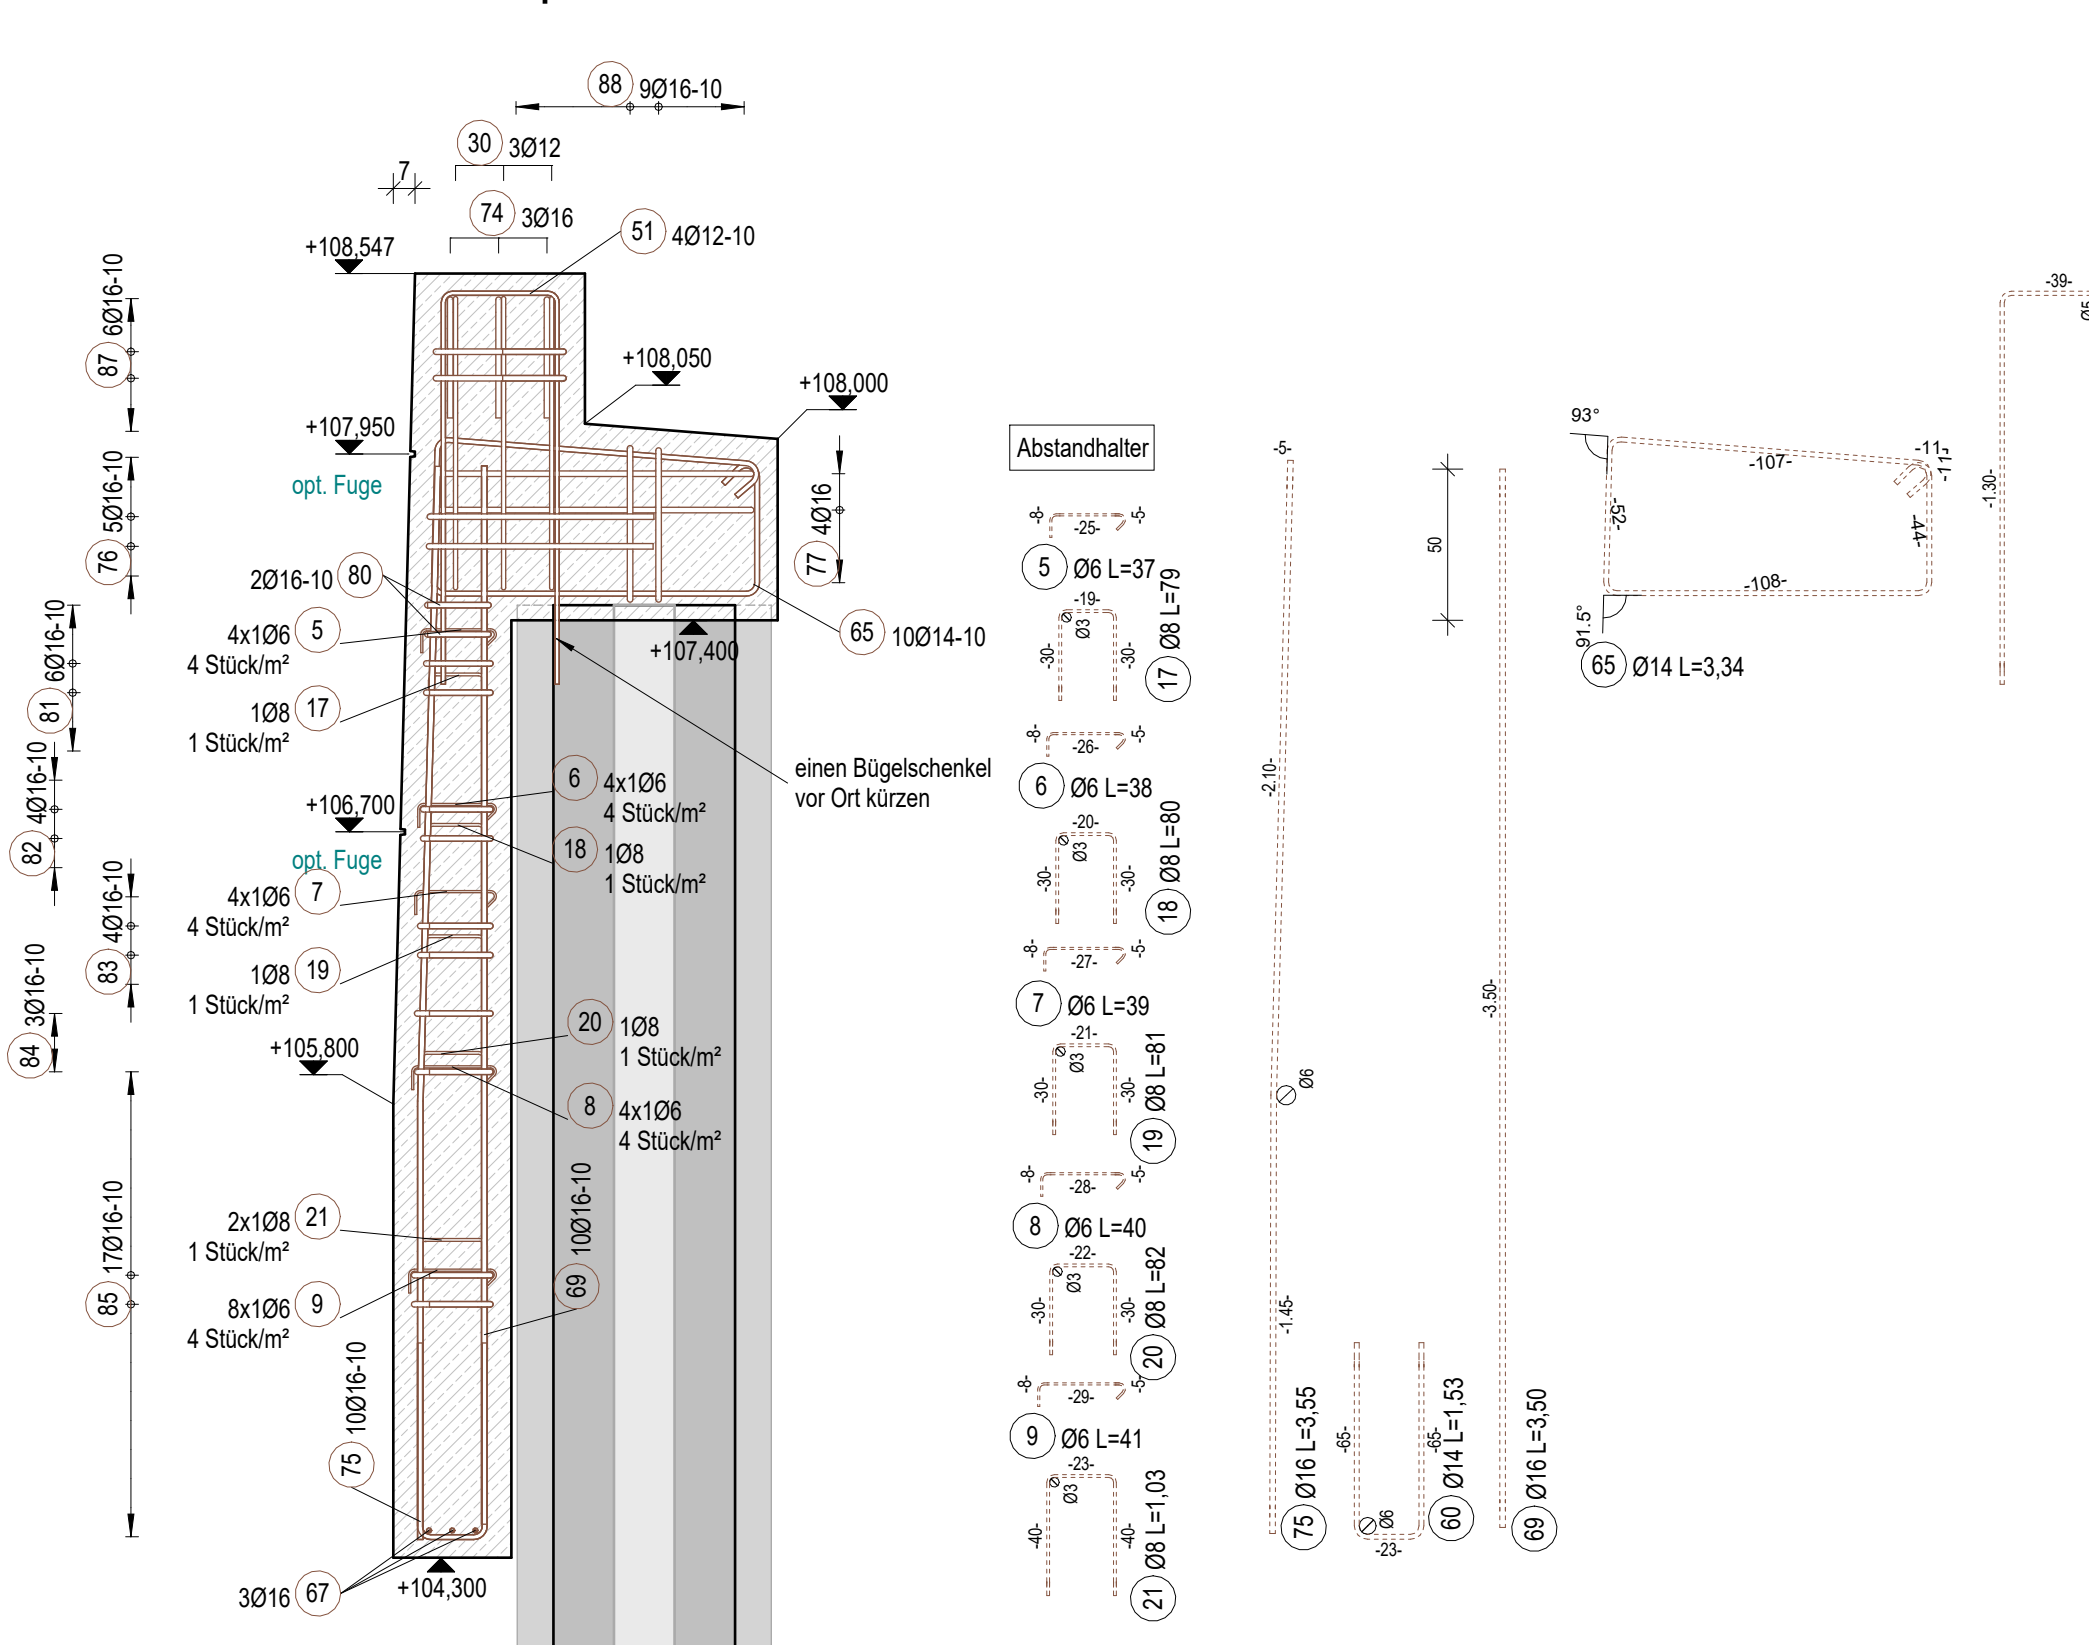 88 9Ø16-10
30 3Ø12
7
74 3Ø16
51 4Ø12-10
+108,547
6Ø16-10
87
+108,050
+108,000
+107,950
opt. Fuge
5Ø16-10
76
4Ø16
77
2Ø16-10 80
4x1Ø6 5
4 Stück/m²
6Ø16-10
81
1Ø8 17
1 Stück/m²
+107,400
65 10Ø14-10
einen Bügelschenkel
vor Ort kürzen
6 4x1Ø6
4 Stück/m²
18 1Ø8
1 Stück/m²
+106,700
opt. Fuge
4Ø16-10
82
4x1Ø6 7
4 Stück/m²
4Ø16-10
83
1Ø8 19
1 Stück/m²
3Ø16-10
84
20 1Ø8
1 Stück/m²
+105,800
8 4x1Ø6
4 Stück/m²
17Ø16-10
85
2x1Ø8 21
1 Stück/m²
8x1Ø6 9
4 Stück/m²
69 10Ø16-10
75 10Ø16-10
3Ø16 67
+104,300
Abstandhalter
-8- -25- -5-
5 Ø6 L=37
-19-
Ø3
-30- -30-
17 Ø8 L=79
-8- -26- -5-
6 Ø6 L=38
-20-
Ø3
-30- -30-
18 Ø8 L=80
-8- -27- -5-
7 Ø6 L=39
-21-
Ø3
-30- -30-
19 Ø8 L=81
-8- -28- -5-
8 Ø6 L=40
-22-
Ø3
-30- -30-
20 Ø8 L=82
-8- -29- -5-
9 Ø6 L=41
-23-
Ø3
-40- -40-
21 Ø8 L=1,03
-5-
-2.10-
Ø6
-1.45-
75 Ø16 L=3,55
-65- -65-
Ø6
-23-
60 Ø14 L=1,53
50
-3.50-
69 Ø16 L=3,50
93°
-107-
-11-
-11-
-52-
-44-
-108-
91.5°
65 Ø14 L=3,34
-39-
-1.30-